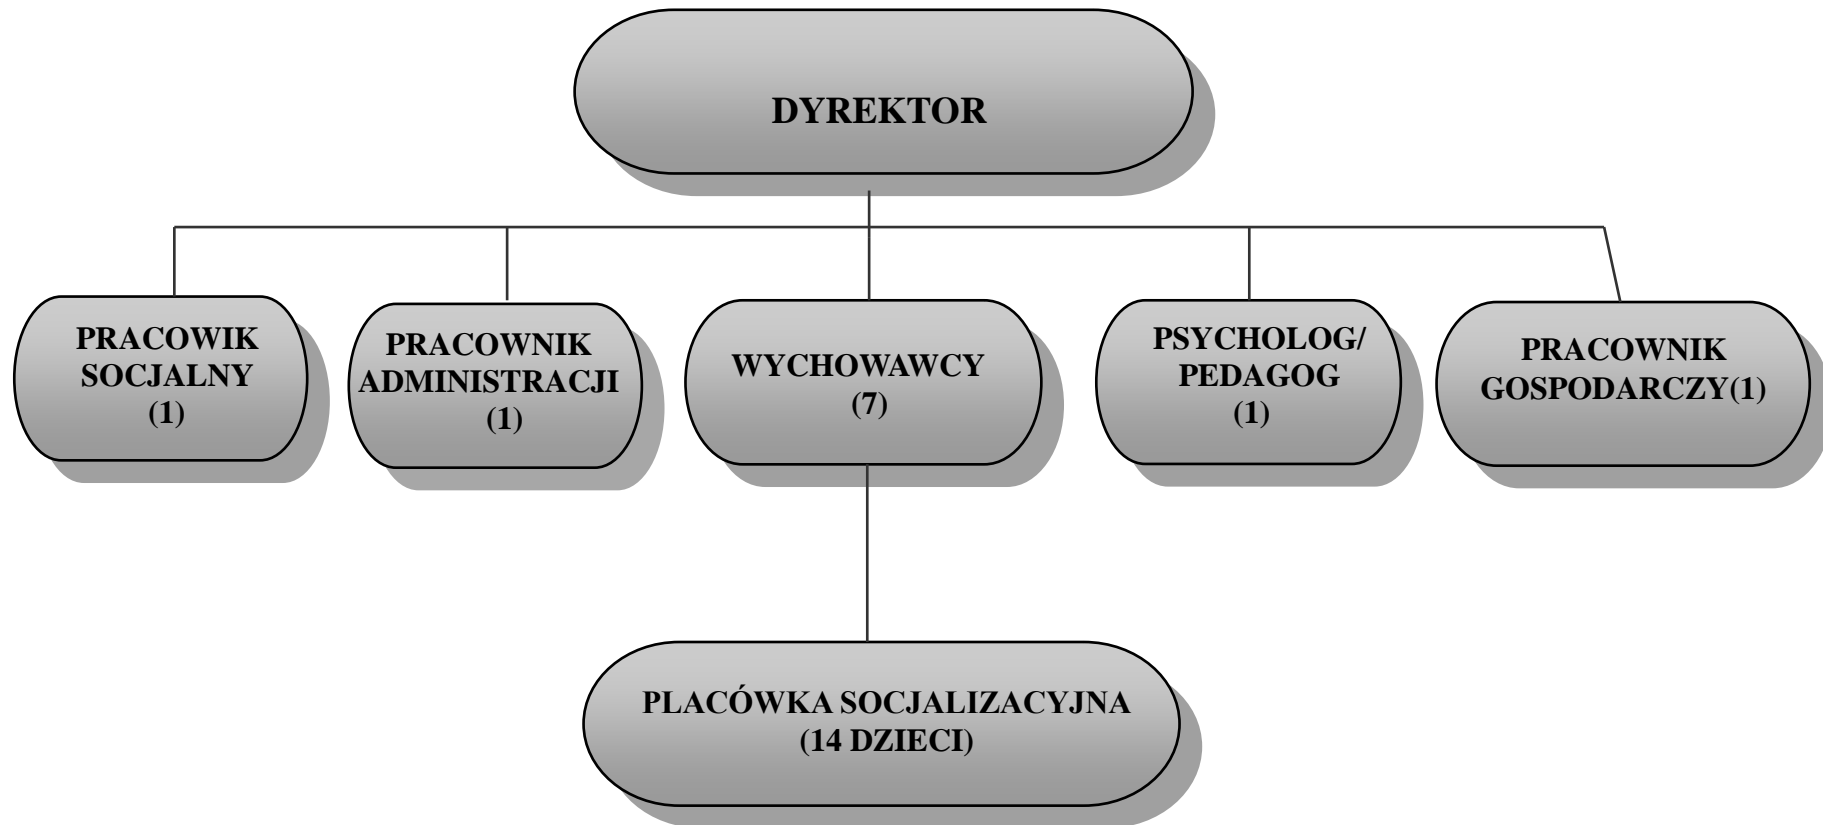 DYREKTOR
PRACOWIK
SOCJALNY
(1)
PRACOWNIK
ADMINISTRACJI
(1)
WYCHOWAWCY
(7)
PSYCHOLOG/
PEDAGOG
(1)
PRACOWNIK
GOSPODARCZY(1)
PLACÓWKA SOCJALIZACYJNA
(14 DZIECI)